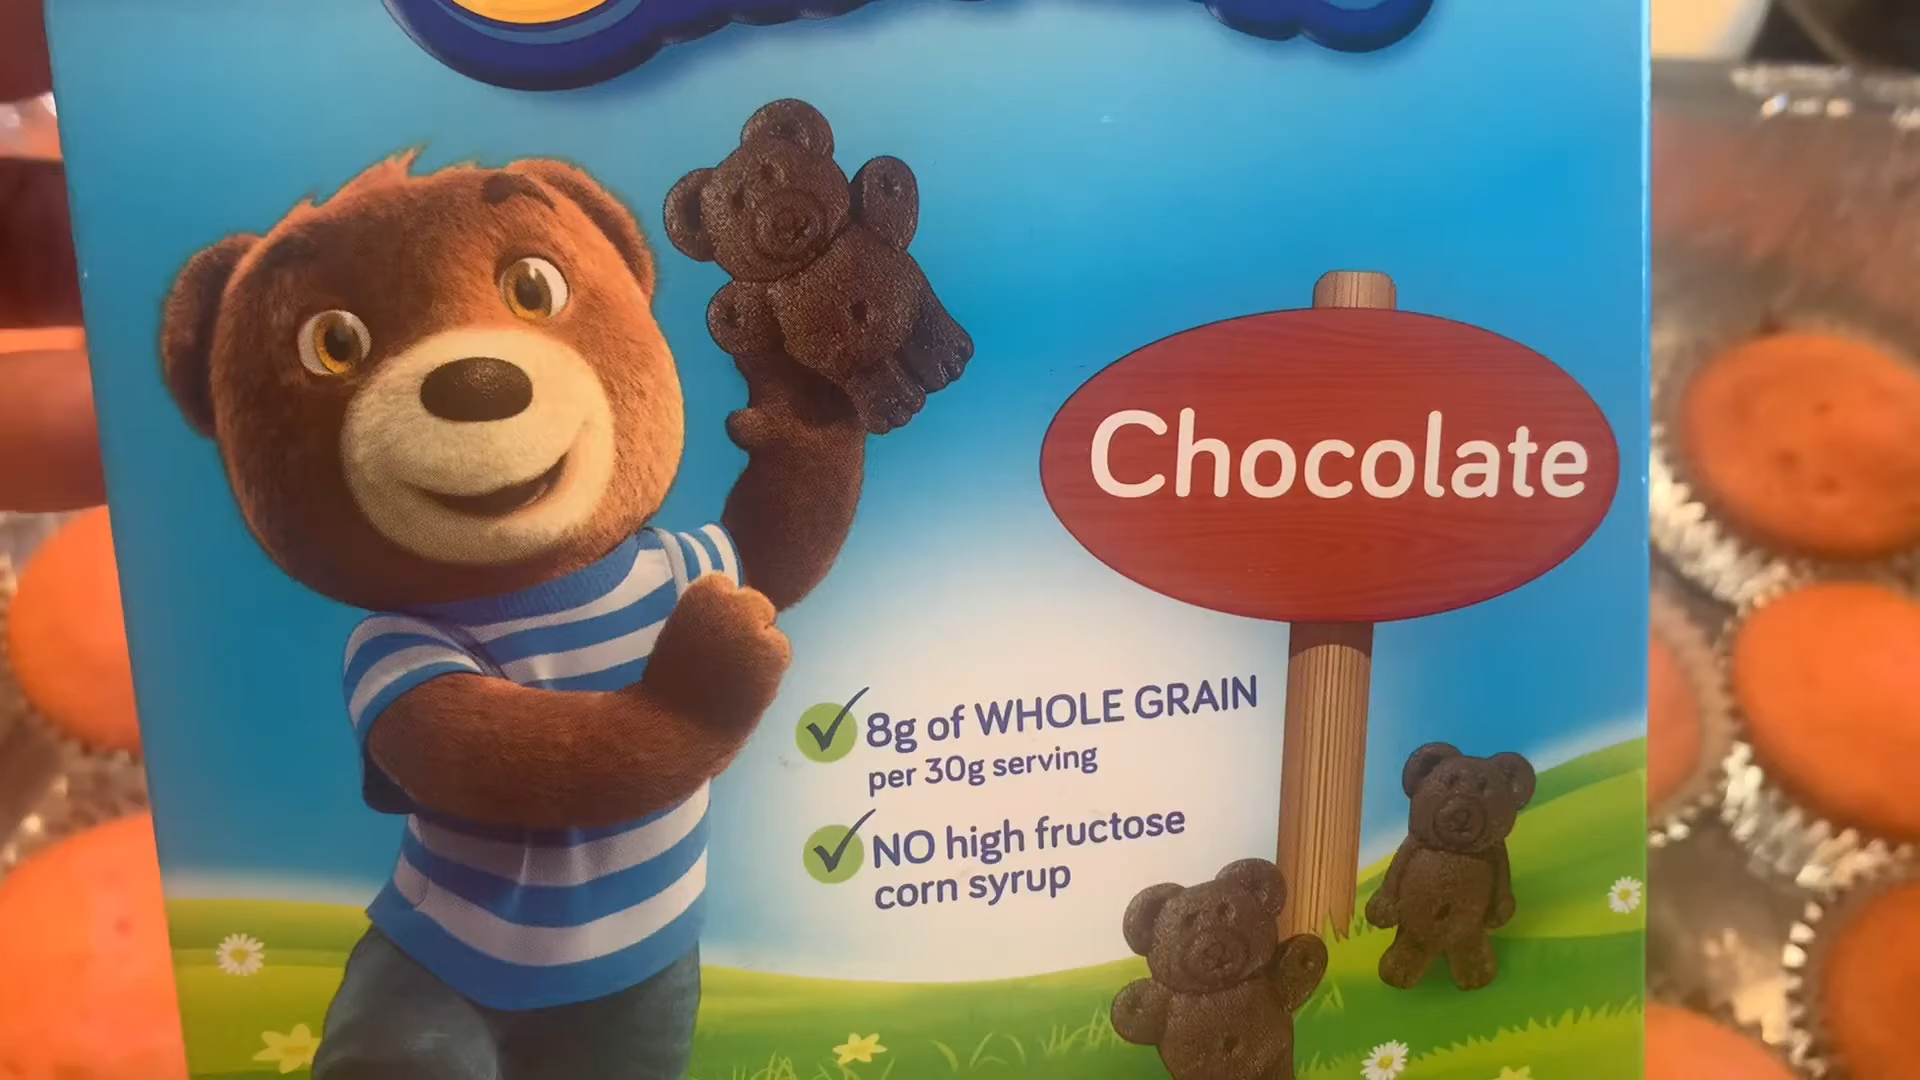 Chocolate
8g of WHOLE GRAIN
per 30g serving
NO high fructose
corn syrup